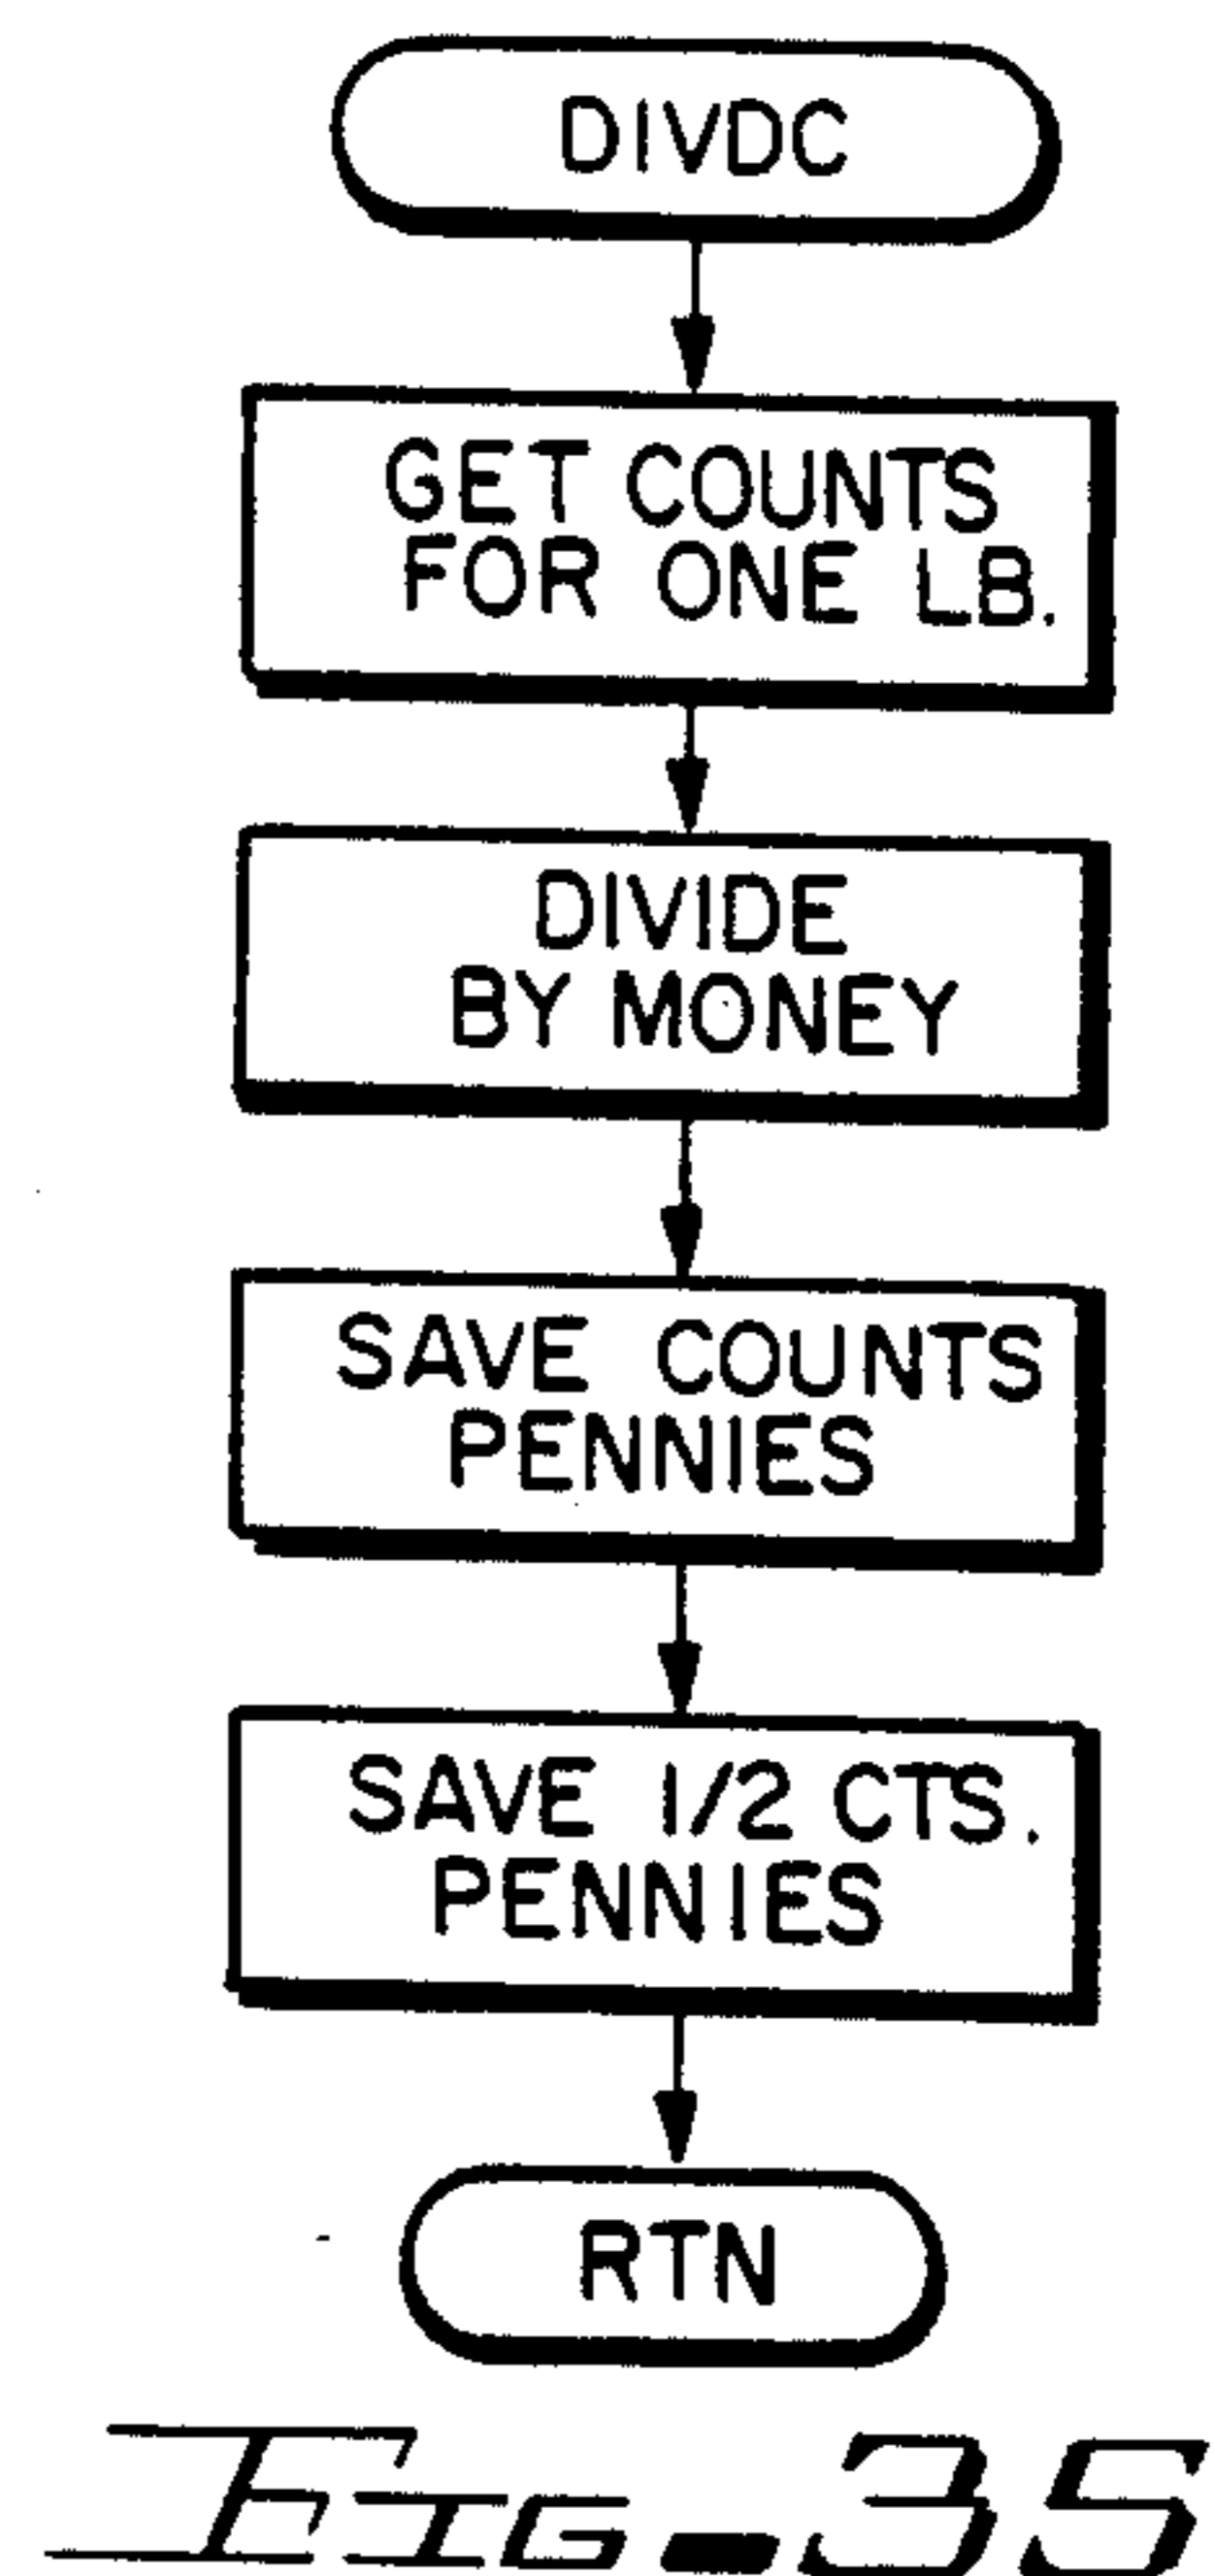 DIVDC
GET COUNTS
FOR ONE LB.
DIVIDE
BY MONEY
SAVE COUNTS
PENNIES
SAVE 1/2 CTS.
PENNIES
RTN
FIG. 35